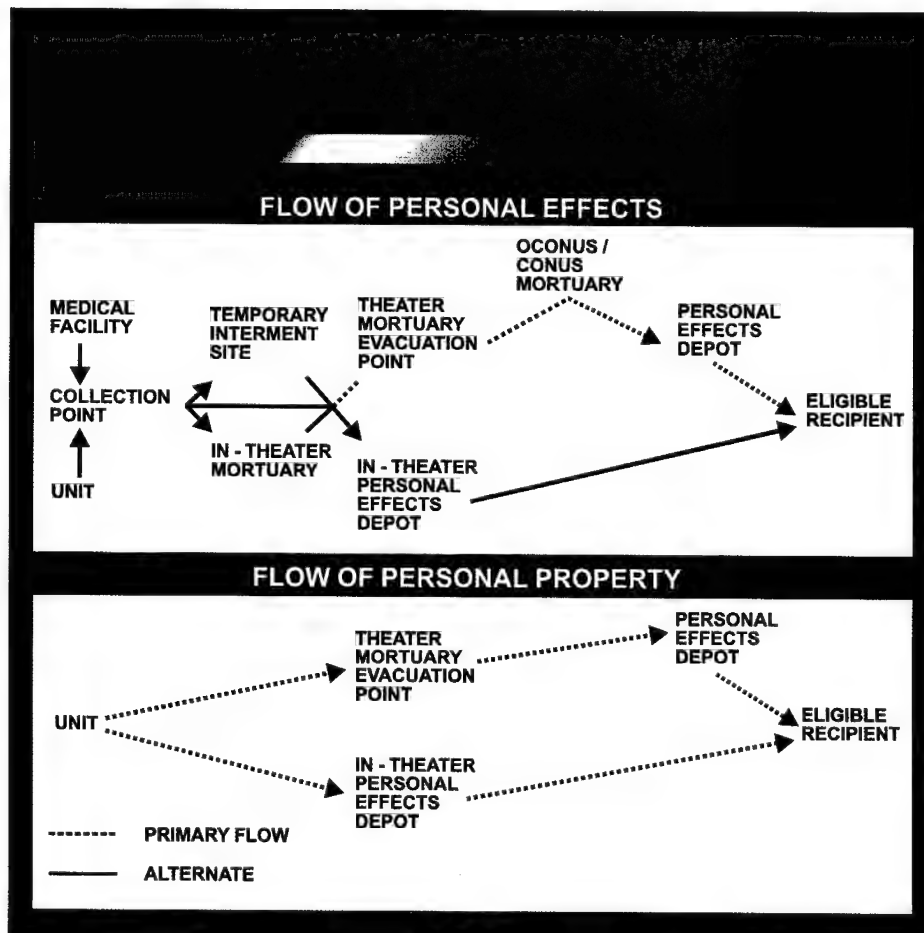 FLOW OF PERSONAL EFFECTS
OCONUS /
CONUS
MORTUARY
MEDICAL
FACILITY
TEMPORARY
INTERMENT
SITE
THEATER
MORTUARY
EVACUATION
POINT
PERSONAL
EFFECTS
DEPOT
COLLECTION
POINT
ELIGIBLE
RECIPIENT
IN - THEATER
MORTUARY
IN - THEATER
PERSONAL
EFFECTS
DEPOT
UNIT
FLOW OF PERSONAL PROPERTY
THEATER
MORTUARY
EVACUATION
POINT
PERSONAL
EFFECTS
DEPOT
UNIT
ELIGIBLE
RECIPIENT
IN - THEATER
PERSONAL
EFFECTS
DEPOT
PRIMARY FLOW
ALTERNATE